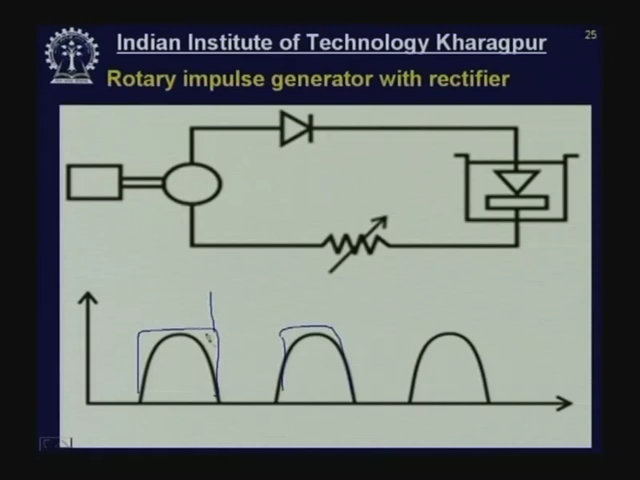 25
Indian Institute of Technology Kharagpur
Rotary impulse generator with rectifier